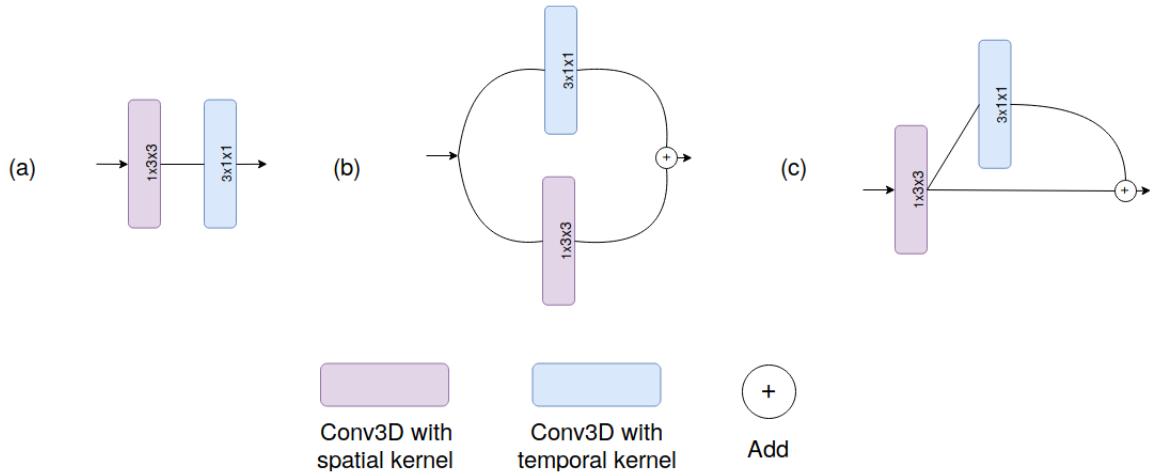 (a)
1x3x3
3x1x1
(b)
3x1x1
1x3x3
+
(c)
1x3x3
3x1x1
+
Conv3D with
spatial kernel
Conv3D with
temporal kernel
+
Add